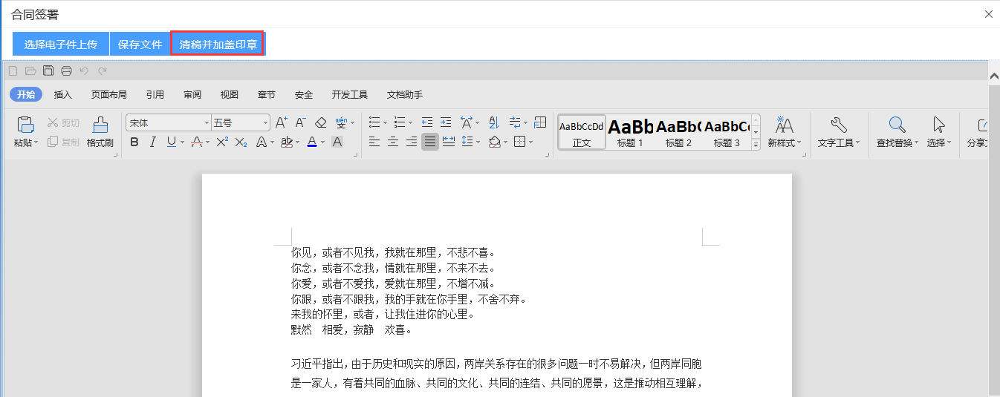 合同签署
选择电子件上传 保存文件 清稿并加盖印章
开始 插入 页面布局 引用 审阅 视图 章节 安全 开发工具 文档助手
粘贴 剪切 复制 格式刷
宋体 五号 A+ A- wén
B I U A X² X₂ A ab A A
AaBbCcDd AaBb AaBb( AaBbC(
正文 标题 1 标题 2 标题 3
新样式 文字工具 查找替换 选择 分享文
你见，或者不见我，我就在那里，不悲不喜。
你念，或者不念我，情就在那里，不来不去。
你爱，或者不爱我，爱就在那里，不增不减。
你跟，或者不跟我，我的手就在你手里，不舍不弃。
来我的怀里，或者，让我住进你的心里。
默然 相爱，寂静 欢喜。
习近平指出，由于历史和现实的原因，两岸关系存在的很多问题一时不易解决，但两岸同胞
是一家人，有着共同的血脉、共同的文化、共同的连结、共同的愿景，这是推动相互理解，